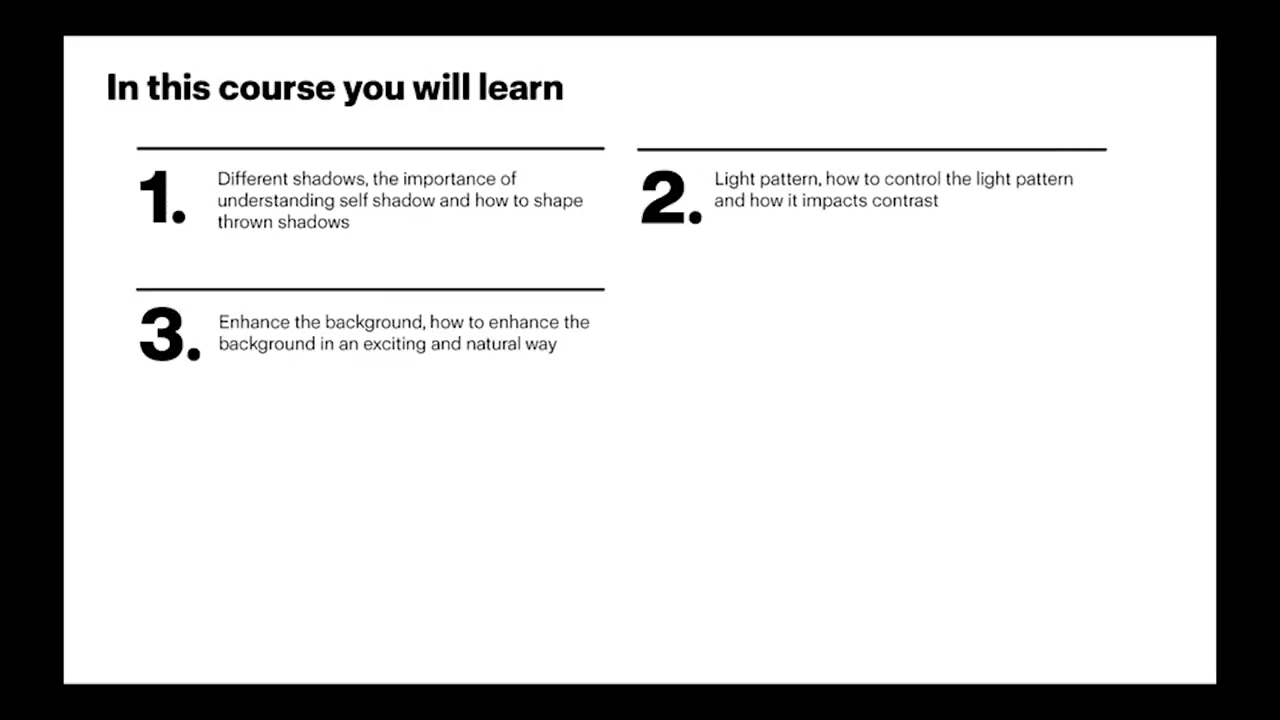 In this course you will learn
1.
Different shadows, the importance of
understanding self shadow and how to shape
thrown shadows
2.
Light pattern, how to control the light pattern
and how it impacts contrast
3.
Enhance the background, how to enhance the
background in an exciting and natural way